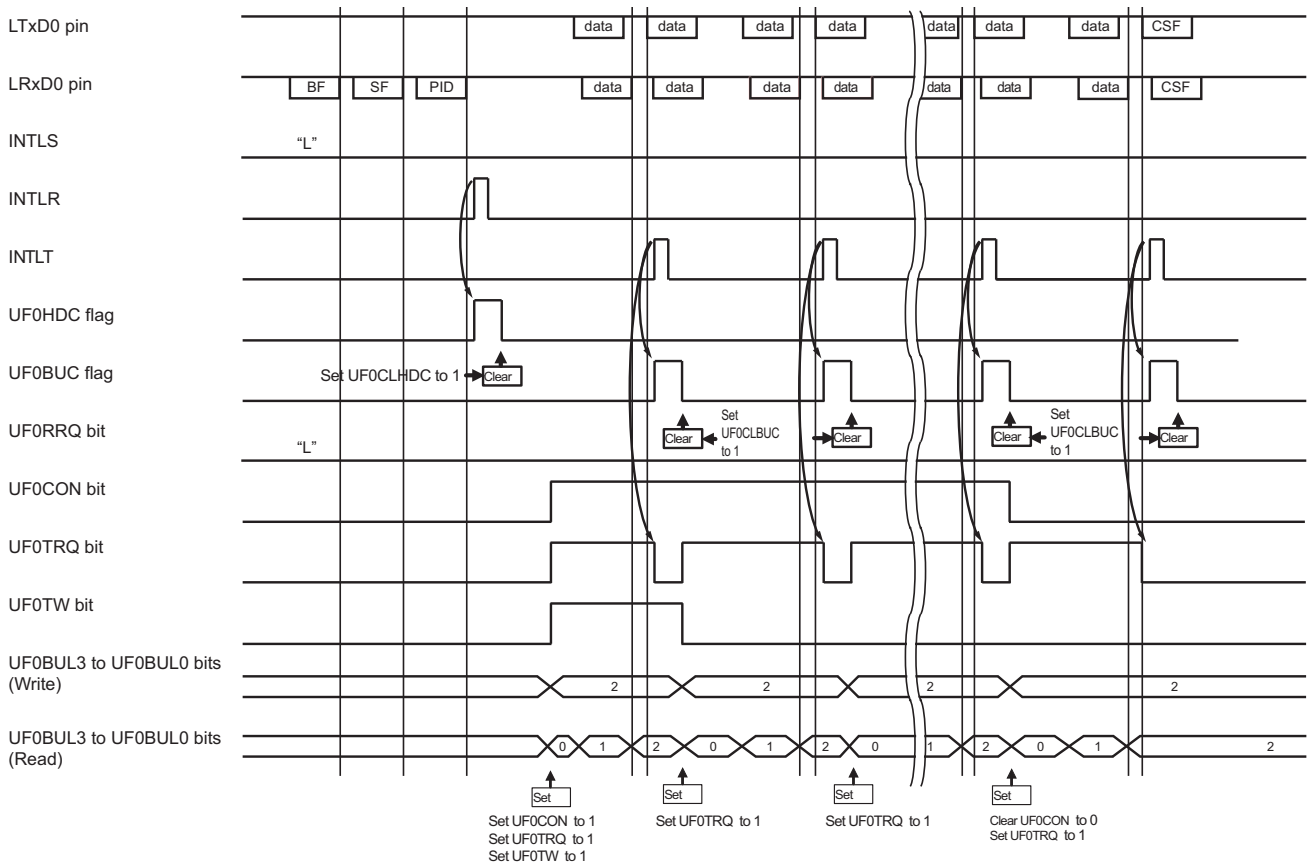 LTxD0 pin
data data data data data data data CSF
LRxD0 pin
BF SF PID data data data data data data data CSF
INTLS
"L"
INTLR
INTLT
UF0HDC flag
UF0BUC flag
Set UF0CLHDC to 1 Clear
UF0RRQ bit
"L"
Clear
Set
UF0CLBUC
to 1
Clear
Clear
Set
UF0CLBUC
to 1
Clear
UF0CON bit
UF0TRQ bit
UF0TW bit
UF0BUL3 to UF0BUL0 bits
(Write)
2 2 2 2
UF0BUL3 to UF0BUL0 bits
(Read)
0 1 2 0 1 2 0 1 2 0 1 2
Set
Set UF0CON to 1
Set UF0TRQ to 1
Set UF0TW to 1
Set
Set UF0TRQ to 1
Set
Set UF0TRQ to 1
Set
Clear UF0CON to 0
Set UF0TRQ to 1